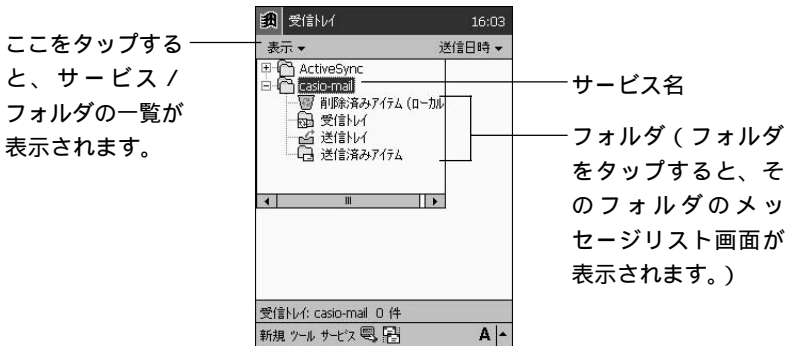 ここをタップする
と、サービス/
フォルダの一覧が
表示されます。
受信トレイ 16:03
表示 送信日時
ActiveSync
casio-mail
削除済みアイテム (ローカル
受信トレイ
送信トレイ
送信済みアイテム
受信トレイ: casio-mail 0 件
新規 ツール サービス A
サービス名
フォルダ(フォルダ
をタップすると、そ
のフォルダのメッ
セージリスト画面が
表示されます。)